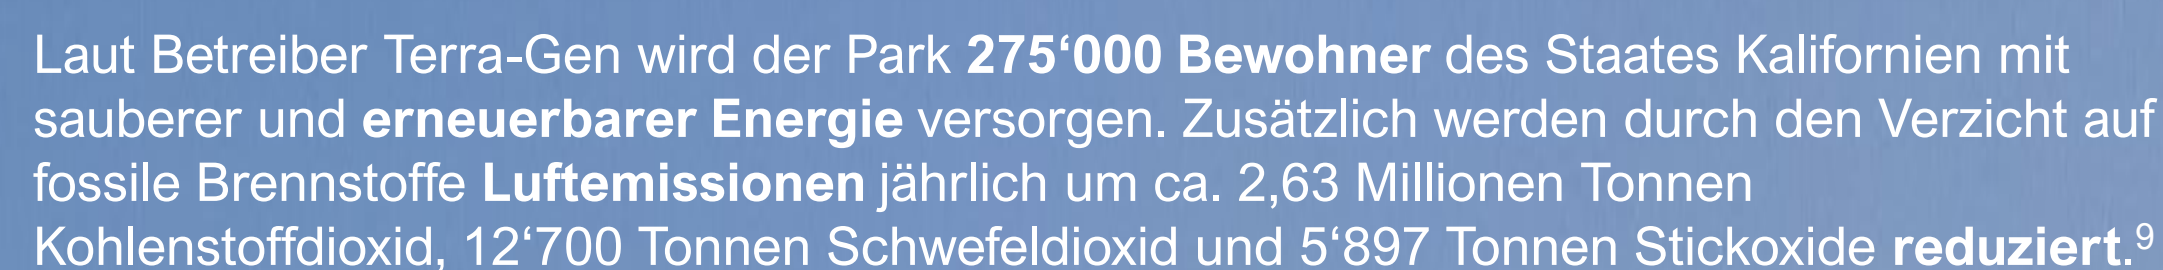 Laut Betreiber Terra-Gen wird der Park 275‘000 Bewohner des Staates Kalifornien mit
sauberer und erneuerbarer Energie versorgen. Zusätzlich werden durch den Verzicht auf
fossile Brennstoffe Luftemissionen jährlich um ca. 2,63 Millionen Tonnen
Kohlenstoffdioxid, 12‘700 Tonnen Schwefeldioxid und 5‘897 Tonnen Stickoxide reduziert.⁹